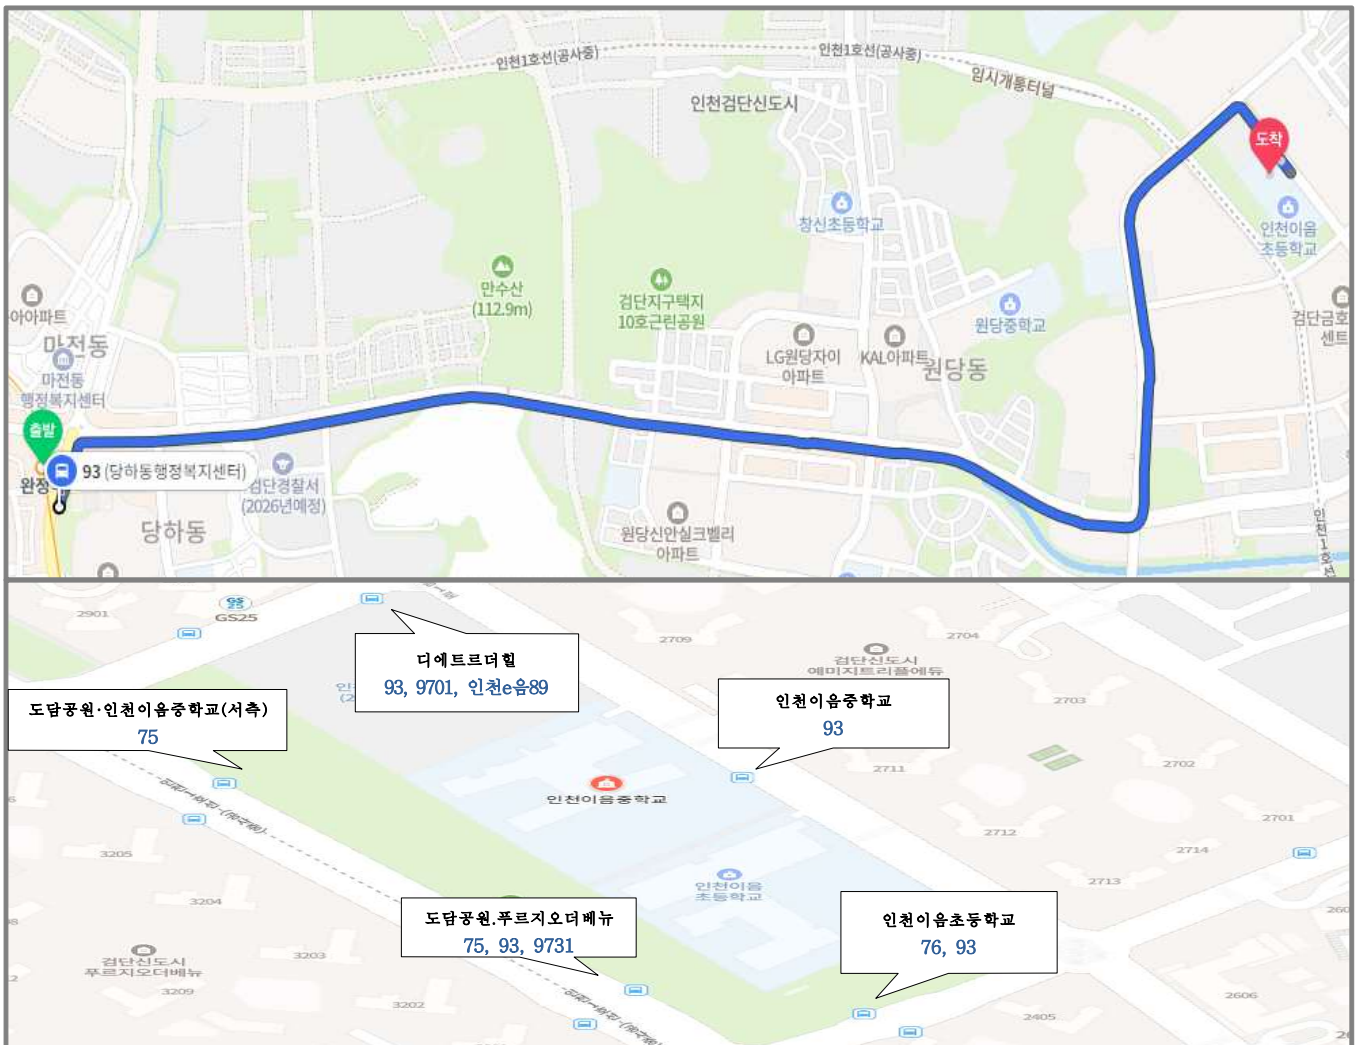 인천1호선(공사중)
인천1호선(공사중)
임시개통터널
인천검단신도시
도착
창신초등학교
인천이음
초등학교
안수산
(112.9m)
검단지구택지
10호근린공원
원당중학교
아아파트
마전동
마전동
행정복지센터
LG원당자이
아파트
KAL아파트
원당동
검단금호
센트
출발
93 (당하동행정복지센터)
완정
검단경찰서
(2026년예정)
당하동
원당신안실크밸리
아파트
인천1호선
2901
GS25
GS25
디에트르더힐
93, 9701, 인천e음89
2709
2704
검단신도시
예미지트리플에듀
2703
도담공원·인천이음중학교(서측)
75
인천이음중학교
93
2711
2702
인천이음중학교
2712
2701
2714
2713
3205
인천이음
초등학교
3204
도담공원.푸르지오더베뉴
75, 93, 9731
인천이음초등학교
76, 93
검단신도시
푸르지오더베뉴
3203
3209
3202
2405
2606